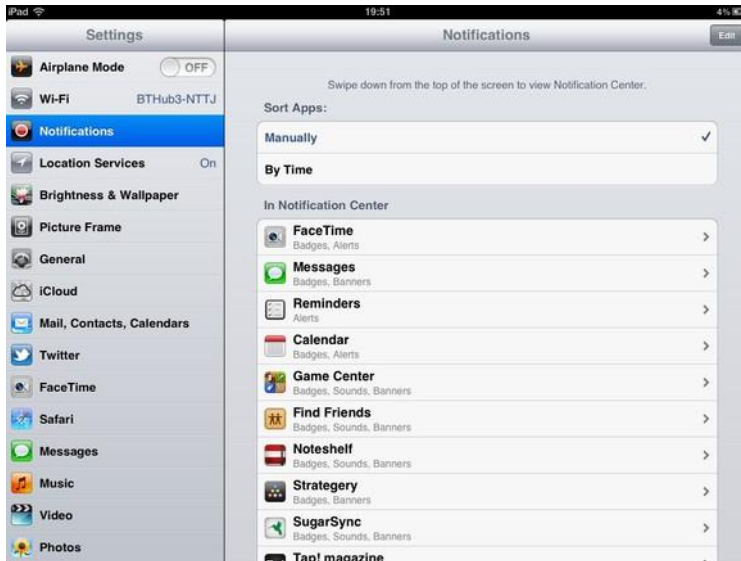 iPad 19:51 4%
Settings
Airplane Mode OFF
Wi-Fi BTHub3-NTTJ
Notifications
Location Services On
Brightness & Wallpaper
Picture Frame
General
iCloud
Mail, Contacts, Calendars
Twitter
FaceTime
Safari
Messages
Music
Video
Photos
Notifications Edit
Swipe down from the top of the screen to view Notification Center.
Sort Apps:
Manually
By Time
In Notification Center
FaceTime
Badges, Alerts
Messages
Badges, Banners
Reminders
Alerts
Calendar
Badges, Alerts
Game Center
Badges, Sounds, Banners
Find Friends
Badges, Sounds, Banners
Noteshelf
Badges, Sounds, Banners
Strategery
Badges, Banners
SugarSync
Badges, Sounds, Banners
Tap! magazine